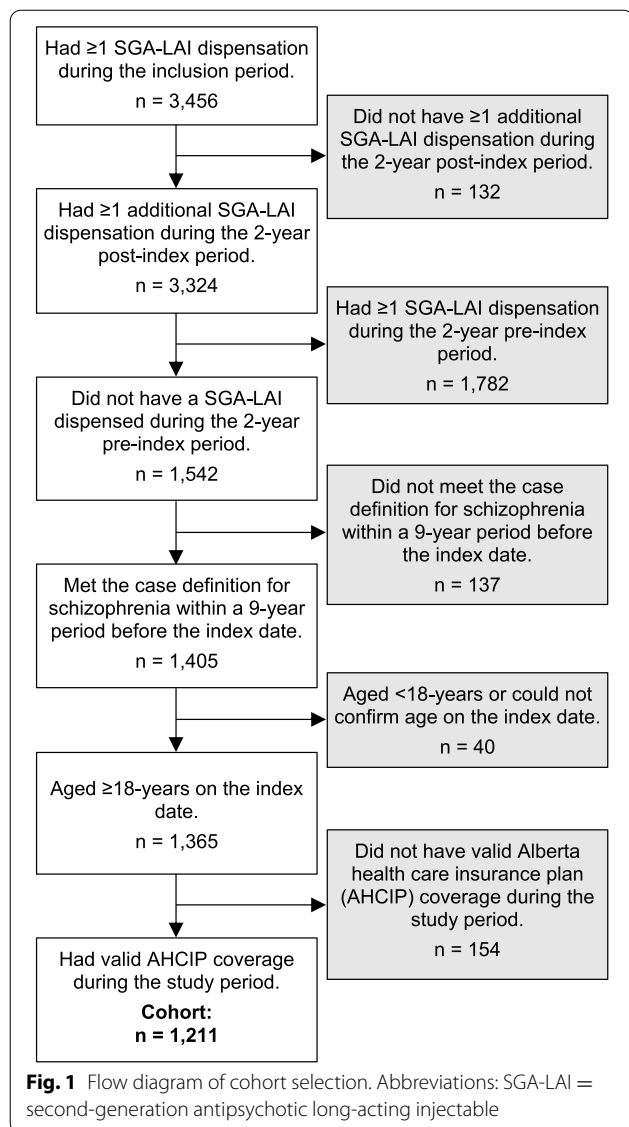 Had ≥1 SGA-LAI dispensation
during the inclusion period.
n = 3,456
Did not have ≥1 additional
SGA-LAI dispensation during
the 2-year post-index period.
n = 132
Had ≥1 additional SGA-LAI
dispensation during the 2-year
post-index period.
n = 3,324
Had ≥1 SGA-LAI dispensation
during the 2-year pre-index
period.
n = 1,782
Did not have a SGA-LAI
dispensed during the 2-year
pre-index period.
n = 1,542
Did not meet the case
definition for schizophrenia
within a 9-year period before
the index date.
n = 137
Met the case definition for
schizophrenia within a 9-year
period before the index date.
n = 1,405
Aged <18-years or could not
confirm age on the index date.
n = 40
Aged ≥18-years on the index
date.
n = 1,365
Did not have valid Alberta
health care insurance plan
(AHCIP) coverage during the
study period.
n = 154
Had valid AHCIP coverage
during the study period.
Cohort:
n = 1,211
Fig. 1 Flow diagram of cohort selection. Abbreviations: SGA-LAI =
second-generation antipsychotic long-acting injectable